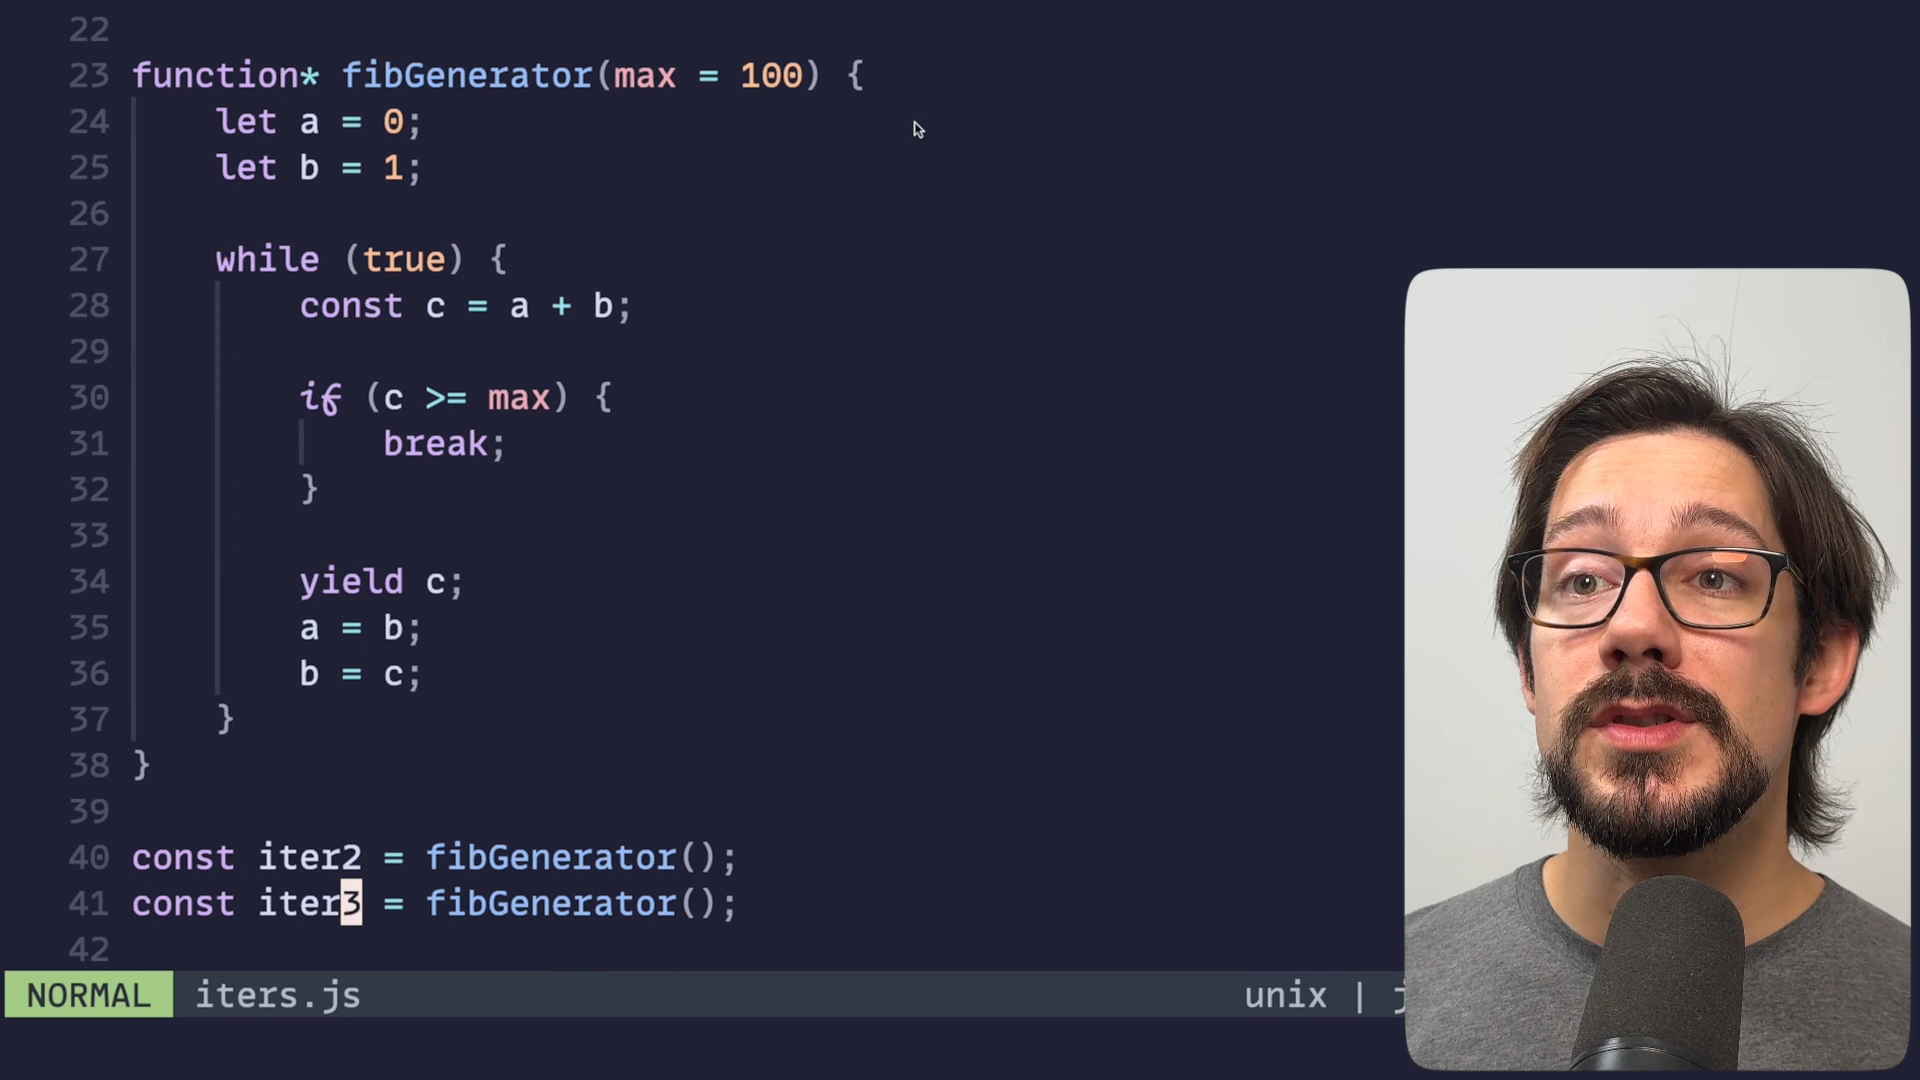 22
23 function* fibGenerator(max = 100) {
24 let a = 0;
25 let b = 1;
26
27 while (true) {
28 const c = a + b;
29
30 if (c >= max) {
31 break;
32 }
33
34 yield c;
35 a = b;
36 b = c;
37 }
38 }
39
40 const iter2 = fibGenerator();
41 const iter3 = fibGenerator();
42
NORMAL iters.js unix | j